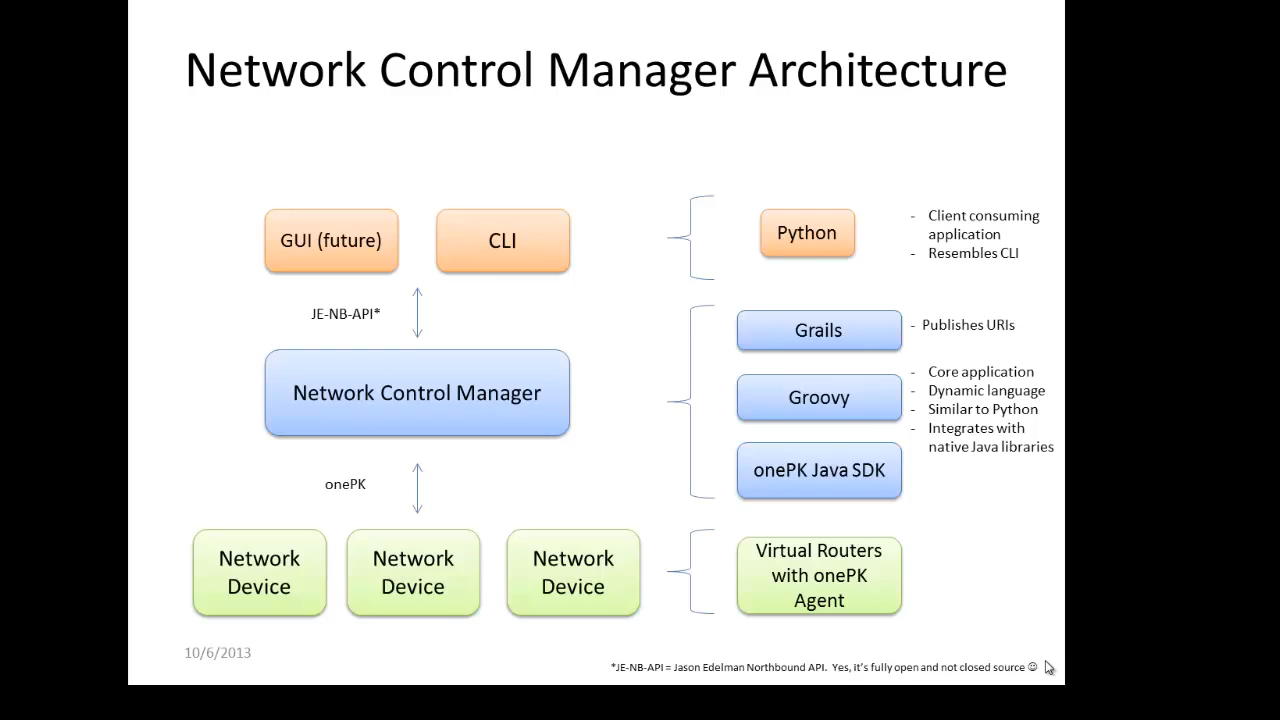 Network Control Manager Architecture
GUI (future)
CLI
Python
- Client consuming
application
- Resembles CLI
JE-NB-API*
Grails
- Publishes URIs
Network Control Manager
Groovy
- Core application
- Dynamic language
- Similar to Python
- Integrates with
native Java libraries
onePK Java SDK
onePK
Network
Device
Network
Device
Network
Device
Virtual Routers
with onePK
Agent
10/6/2013
*JE-NB-API = Jason Edelman Northbound API. Yes, it's fully open and not closed source ☺